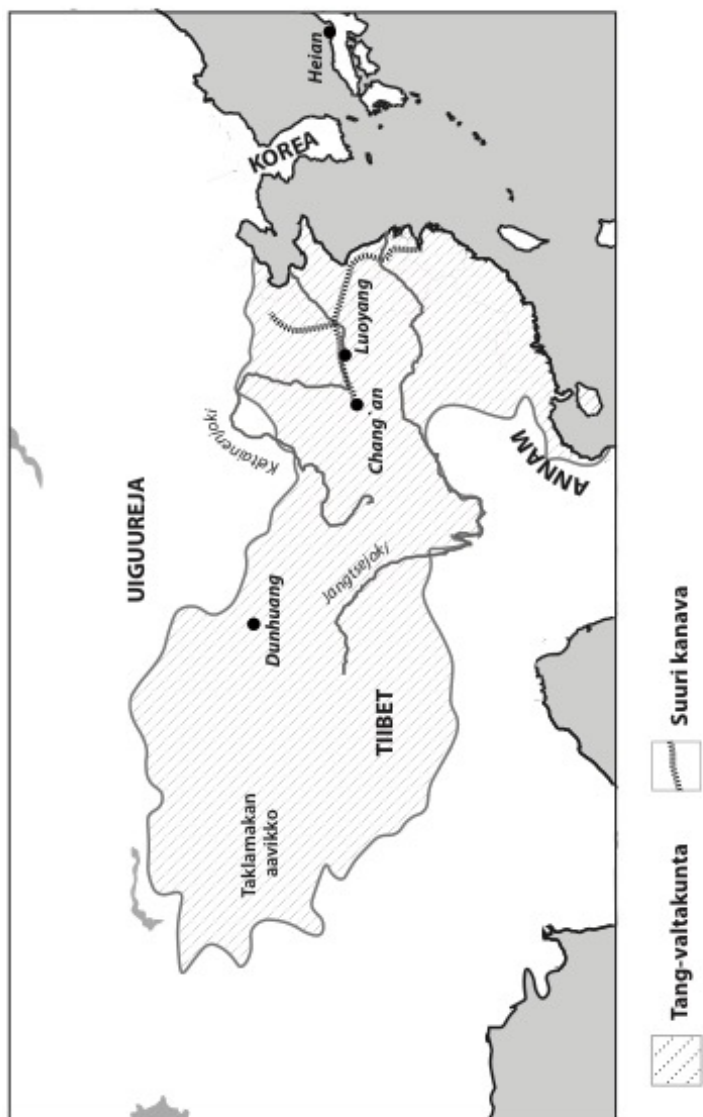 UIGUUREJA
KOREA
Heian
Keltainenjoki
Dunhuang
Luoyang
Chang´an
Jangtsejoki
Taklamakan
aavikko
TIIBET
ANNAM
Tang-valtakunta
Suuri kanava